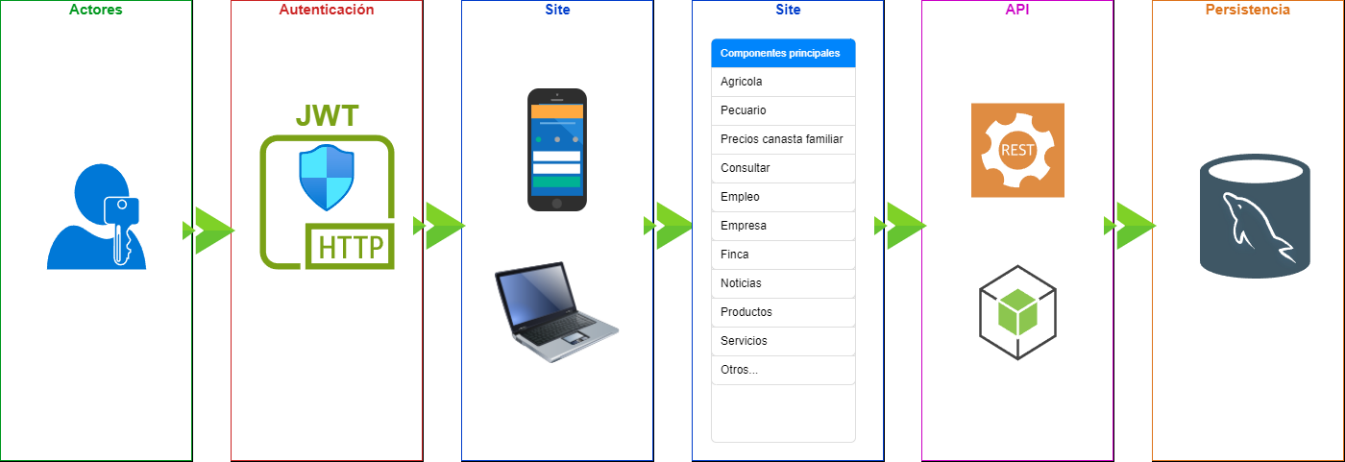 Actores
Autenticación
JWT
HTTP
Site
Site
Componentes principales
Agricola
Pecuario
Precios canasta familiar
Consultar
Empleo
Empresa
Finca
Noticias
Productos
Servicios
Otros...
API
REST
Persistencia